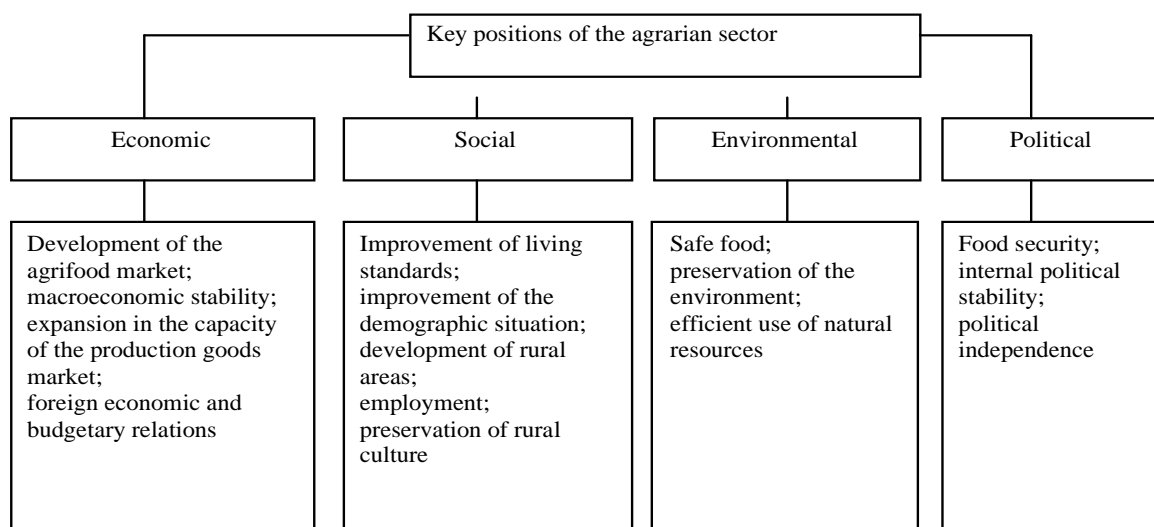 Key positions of the agrarian sector
Economic
Social
Environmental
Political
Development of the
agrifood market;
macroeconomic stability;
expansion in the capacity
of the production goods
market;
foreign economic and
budgetary relations
Improvement of living
standards;
improvement of the
demographic situation;
development of rural
areas;
employment;
preservation of rural
culture
Safe food;
preservation of the
environment;
efficient use of natural
resources
Food security;
internal political
stability;
political
independence